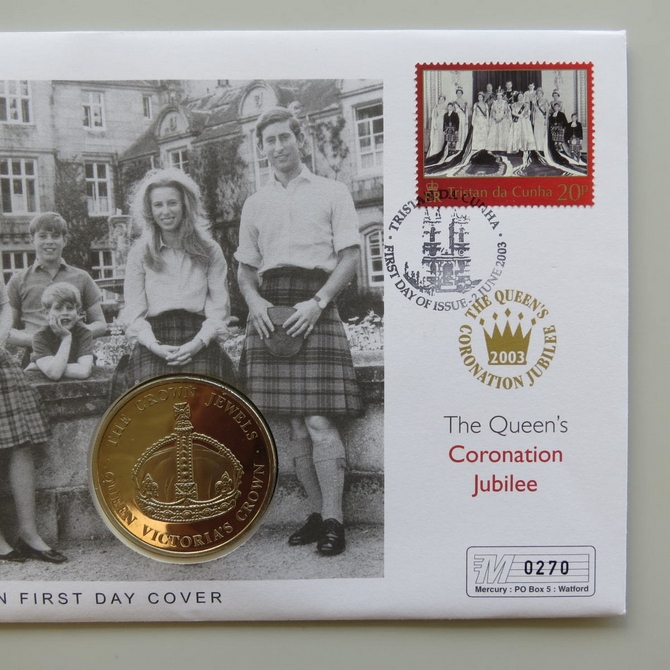 Tristan da Cunha 20P
TRISTAN DA CUNHA
FIRST DAY OF ISSUE · 2 JUNE 2003
THE QUEEN'S
CORONATION JUBILEE
2003
The Queen's
Coronation
Jubilee
THE CROWN JEWELS
QUEEN VICTORIA'S CROWN
M 0270
Mercury : PO Box 5 : Watford
N FIRST DAY COVER